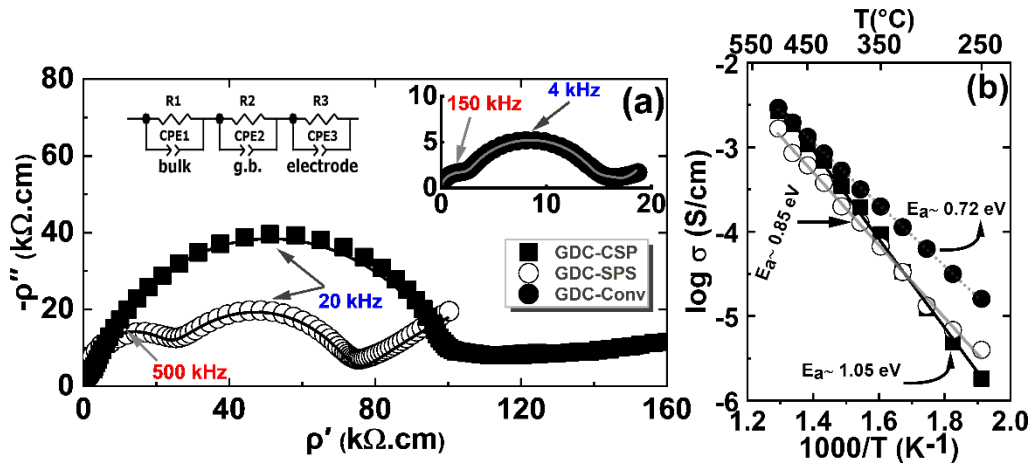 (a)
80
60
40
20
0
-ρ″ (kΩ.cm)
0 20 40 60 80 100 120 140 160
ρ′ (kΩ.cm)
R1 R2 R3
CPE1 CPE2 CPE3
bulk g.b. electrode
10
5
0
0 10 20
150 kHz
4 kHz
20 kHz
500 kHz
GDC-CSP
GDC-SPS
GDC-Conv
T(°C)
550 450 350 250
(b)
-2
-3
-4
-5
-6
log σ (S/cm)
Ea~ 0.85 eV
Ea~ 0.72 eV
Ea~ 1.05 eV
1.2 1.4 1.6 1.8 2.0
1000/T (K-1)